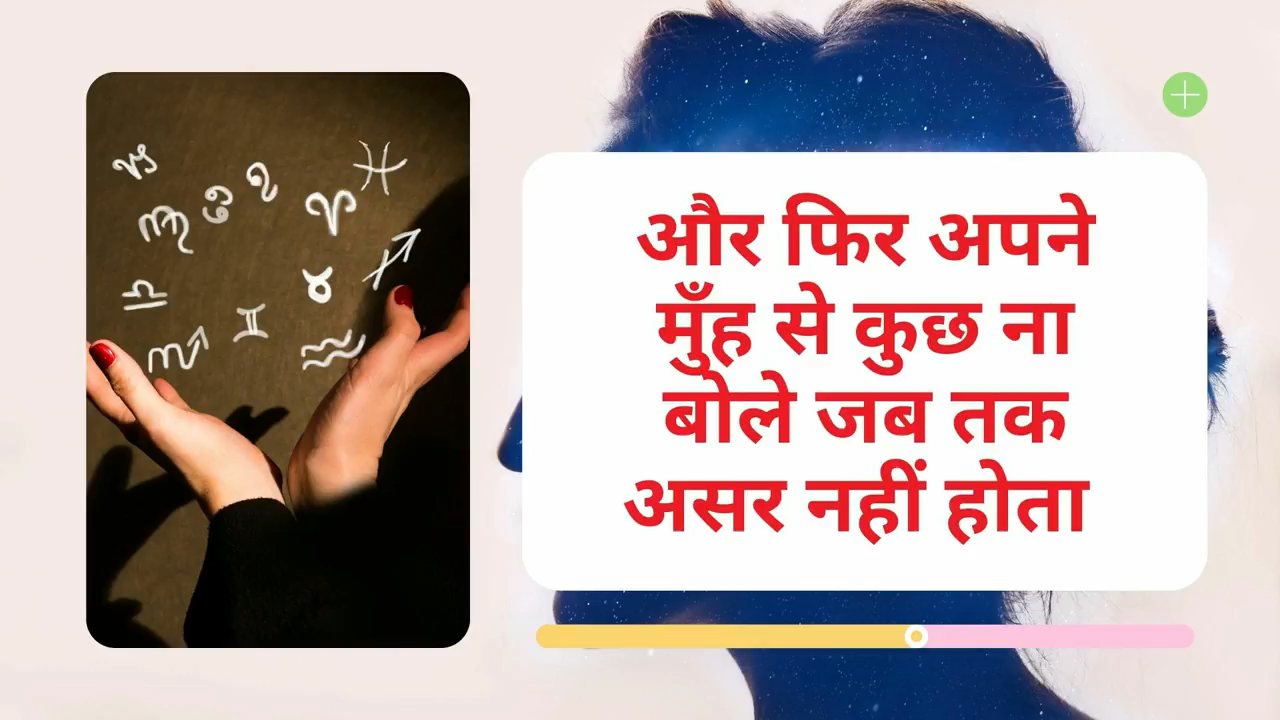 और फिर अपने
मुँह से कुछ ना
बोले जब तक
असर नहीं होता